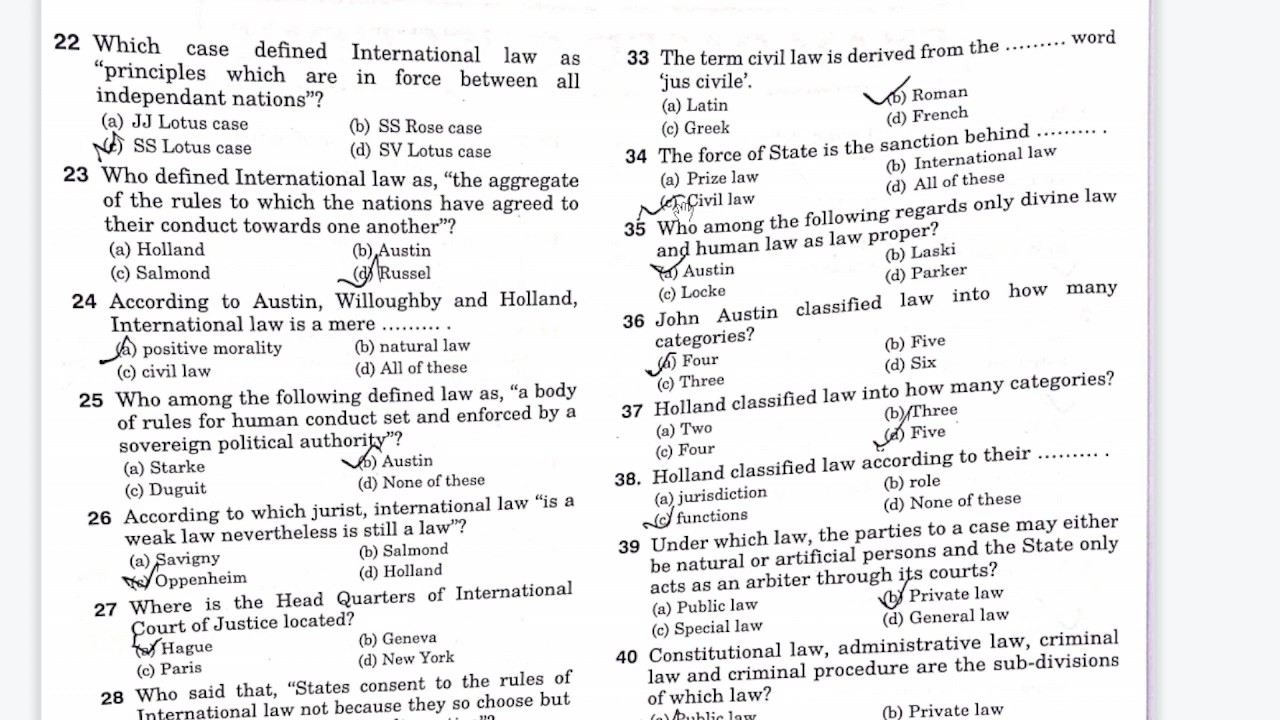 22 Which case defined International law as
"principles which are in force between all
independant nations"?
(a) JJ Lotus case (b) SS Rose case
(c) SS Lotus case (d) SV Lotus case
23 Who defined International law as, "the aggregate
of the rules to which the nations have agreed to
their conduct towards one another"?
(a) Holland (b) Austin
(c) Salmond (d) Russel
24 According to Austin, Willoughby and Holland,
International law is a mere ......... .
(a) positive morality (b) natural law
(c) civil law (d) All of these
25 Who among the following defined law as, "a body
of rules for human conduct set and enforced by a
sovereign political authority"?
(a) Starke (b) Austin
(c) Duguit (d) None of these
26 According to which jurist, international law "is a
weak law nevertheless is still a law"?
(a) Savigny (b) Salmond
(c) Oppenheim (d) Holland
27 Where is the Head Quarters of International
Court of Justice located?
(a) Hague (b) Geneva
(c) Paris (d) New York
28 Who said that, "States consent to the rules of
International law not because they so choose but
33 The term civil law is derived from the ......... word
'jus civile'.
(a) Latin (b) Roman
(c) Greek (d) French
34 The force of State is the sanction behind ......... .
(a) Prize law (b) International law
(c) Civil law (d) All of these
35 Who among the following regards only divine law
and human law as law proper?
(a) Austin (b) Laski
(c) Locke (d) Parker
36 John Austin classified law into how many
categories?
(a) Four (b) Five
(c) Three (d) Six
37 Holland classified law into how many categories?
(a) Two (b) Three
(c) Four (d) Five
38. Holland classified law according to their ......... .
(a) jurisdiction (b) role
(c) functions (d) None of these
39 Under which law, the parties to a case may either
be natural or artificial persons and the State only
acts as an arbiter through its courts?
(a) Public law (b) Private law
(c) Special law (d) General law
40 Constitutional law, administrative law, criminal
law and criminal procedure are the sub-divisions
of which law?
(a) Public law (b) Private law